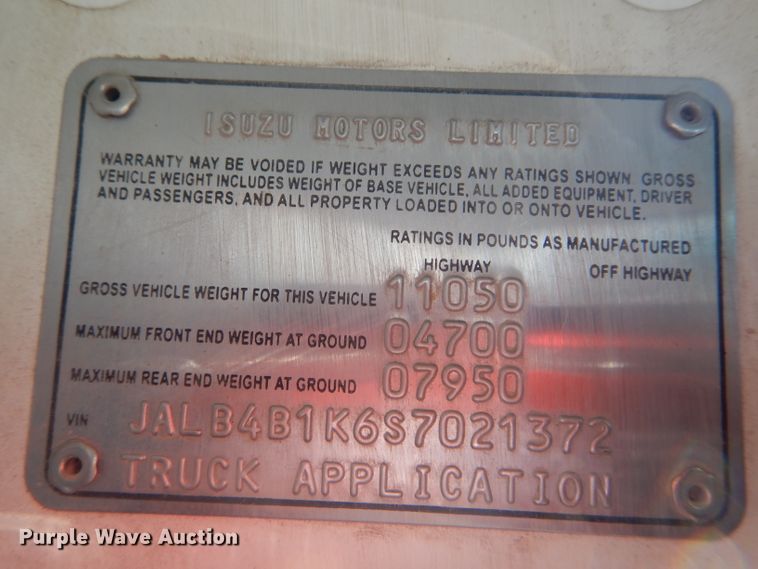 ISUZU MOTORS LIMITED
WARRANTY MAY BE VOIDED IF WEIGHT EXCEEDS ANY RATINGS SHOWN. GROSS
VEHICLE WEIGHT INCLUDES WEIGHT OF BASE VEHICLE, ALL ADDED EQUIPMENT, DRIVER
AND PASSENGERS, AND ALL PROPERTY LOADED INTO OR ONTO VEHICLE.
RATINGS IN POUNDS AS MANUFACTURED
HIGHWAY OFF HIGHWAY
GROSS VEHICLE WEIGHT FOR THIS VEHICLE 11050
MAXIMUM FRONT END WEIGHT AT GROUND 04700
MAXIMUM REAR END WEIGHT AT GROUND 07950
VIN JALB4B1K6S7021372
TRUCK APPLICATION
Purple Wave Auction